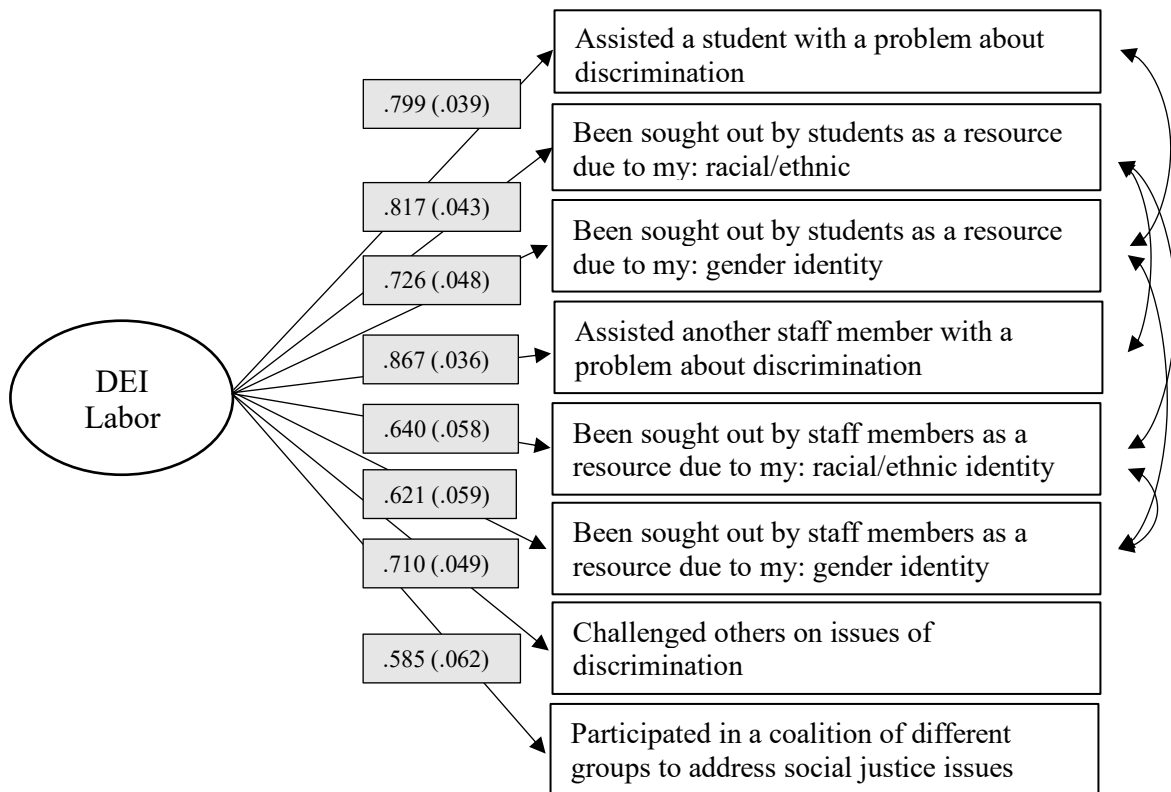 Assisted a student with a problem about
discrimination
.799 (.039)
Been sought out by students as a resource
due to my: racial/ethnic
.817 (.043)
Been sought out by students as a resource
due to my: gender identity
.726 (.048)
Assisted another staff member with a
problem about discrimination
.867 (.036)
DEI
Labor
Been sought out by staff members as a
resource due to my: racial/ethnic identity
.640 (.058)
.621 (.059)
Been sought out by staff members as a
resource due to my: gender identity
.710 (.049)
Challenged others on issues of
discrimination
.585 (.062)
Participated in a coalition of different
groups to address social justice issues